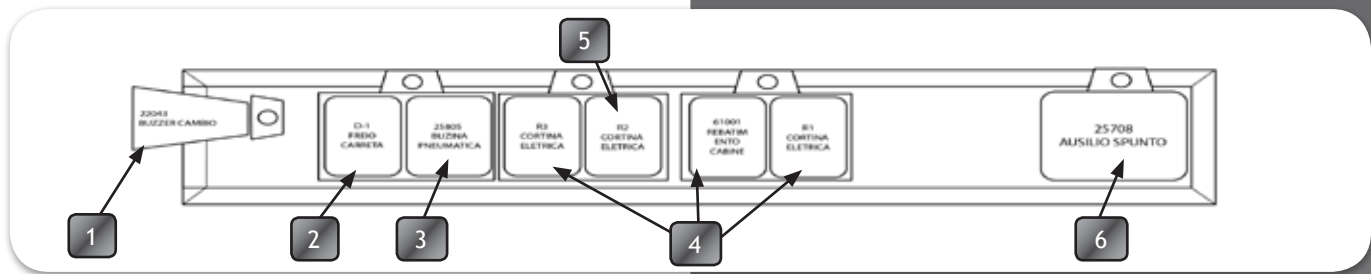 5
22043
BUZZER CAMBIO
D-1
FREIO
CARRETA
25805
BUZINA
PNEUMATICA
R3
CORTINA
ELETRICA
R2
CORTINA
ELETRICA
61001
REBATIM
ENTO
CABINE
R1
CORTINA
ELETRICA
25708
AUSILIO SPUNTO
1
2
3
4
6